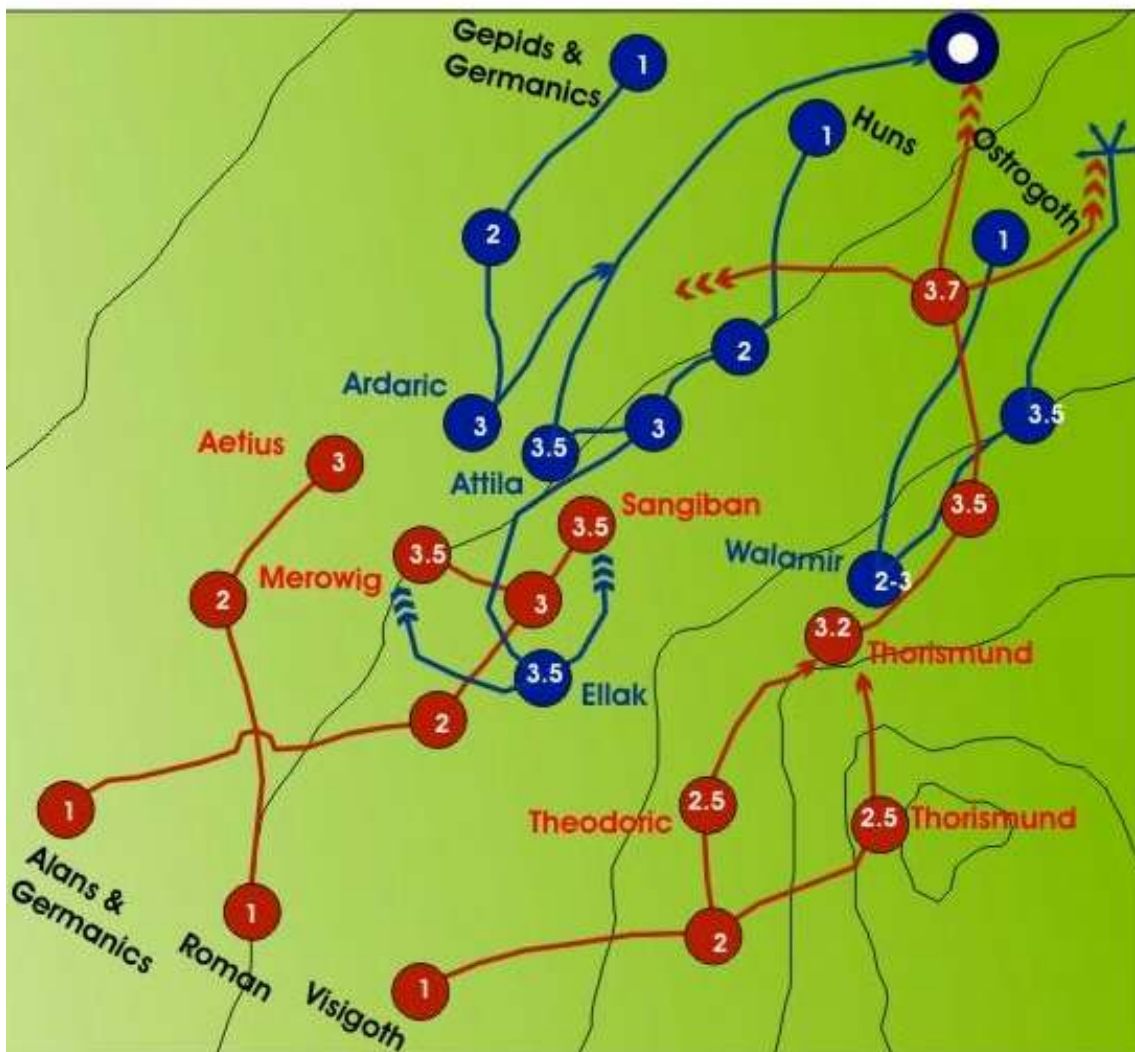 Gepids &
Germanics
1
Huns
1
Ostrogoth
1
2
3.7
2
Ardaric
3
3
3.5
3.5
Aetius
3
Attila
Sangiban
3.5
3.5
3.5
Walamir
2-3
Merowig
2
3
3.2
Thorismund
3.5
Ellak
2
1
2.5
Theodoric
2.5
Thorismund
Alans &
Germanics
1
Roman
2
Visigoth
1